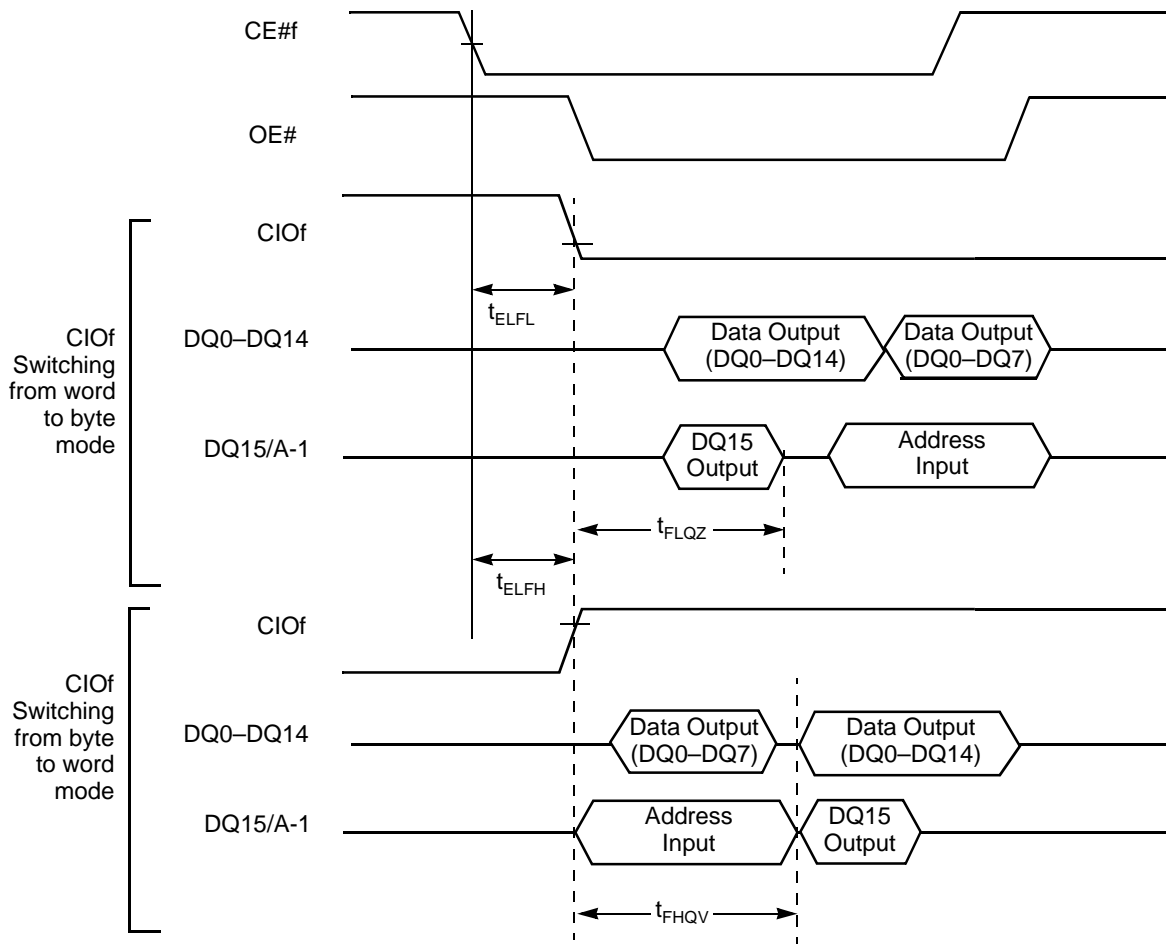 CE#f
OE#
CIOf
tELFL
CIOf
Switching
from word
to byte
mode
DQ0–DQ14
Data Output
(DQ0–DQ14)
Data Output
(DQ0–DQ7)
DQ15/A-1
DQ15
Output
Address
Input
tFLQZ
tELFH
CIOf
CIOf
Switching
from byte
to word
mode
DQ0–DQ14
Data Output
(DQ0–DQ7)
Data Output
(DQ0–DQ14)
DQ15/A-1
Address
Input
DQ15
Output
tFHQV